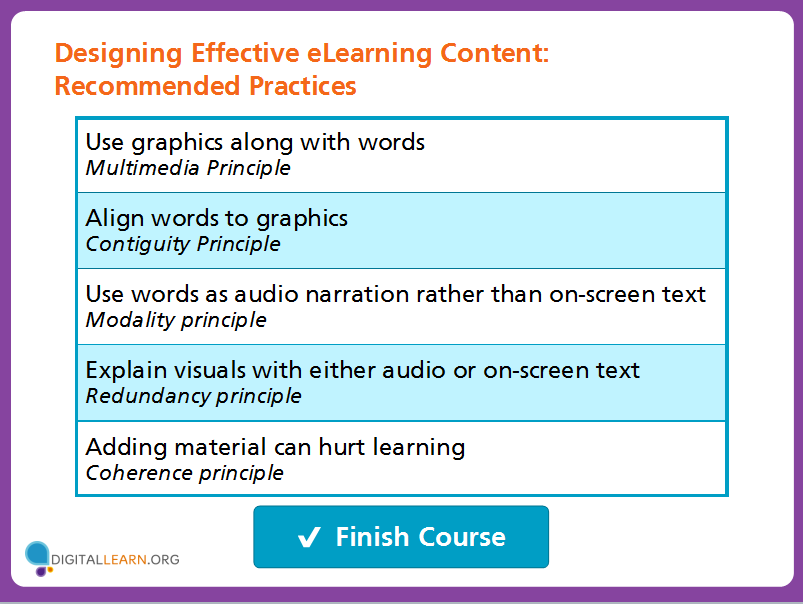 Designing Effective eLearning Content:
Recommended Practices
Use graphics along with words
Multimedia Principle
Align words to graphics
Contiguity Principle
Use words as audio narration rather than on-screen text
Modality principle
Explain visuals with either audio or on-screen text
Redundancy principle
Adding material can hurt learning
Coherence principle
✓ Finish Course
DIGITALLEARN.ORG